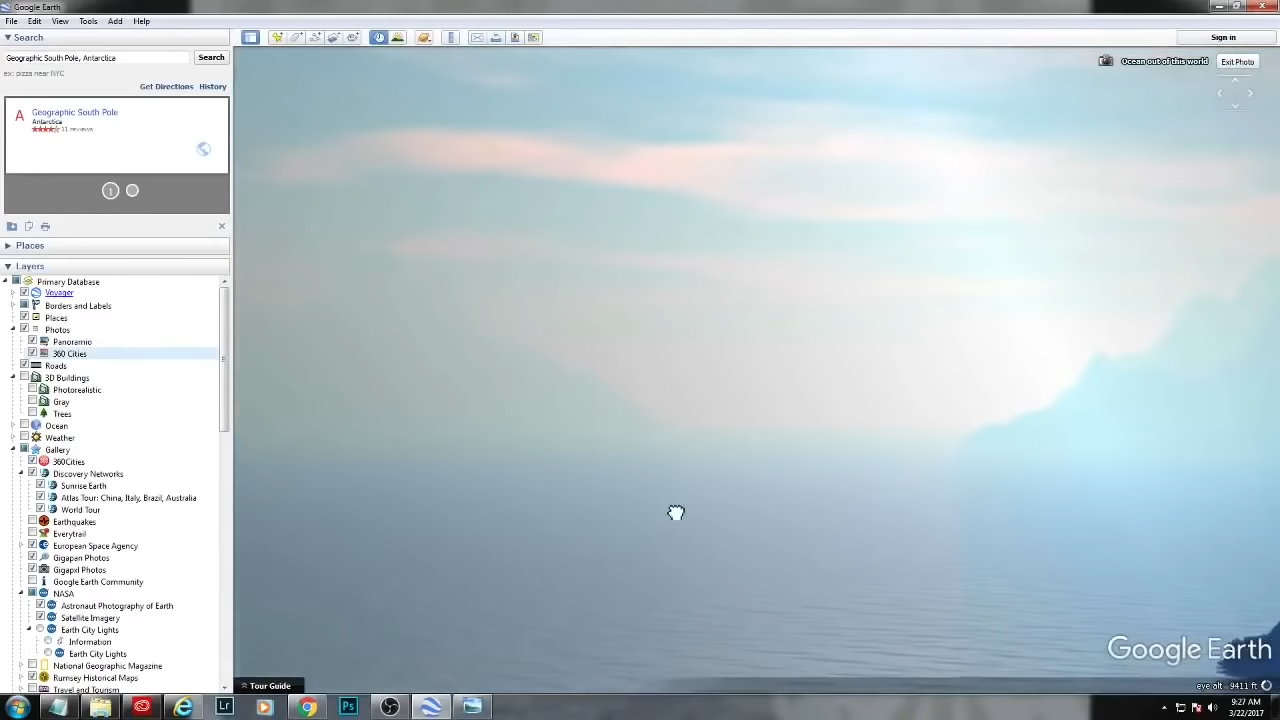 Google Earth
File Edit View Tools Add Help
Search
Sign in
Geographic South Pole, Antarctica
Search
ex: pizza near NYC
Get Directions History
A Geographic South Pole
Antarctica
11 reviews
1
Ocean out of this world
Exit Photo
Places
Layers
Primary Database
Voyager
Borders and Labels
Places
Photos
Panoramio
360 Cities
Roads
3D Buildings
Photorealistic
Gray
Trees
Ocean
Weather
Gallery
360Cities
Discovery Networks
Sunrise Earth
Atlas Tour: China, Italy, Brazil, Australia
World Tour
Earthquakes
Everytrail
European Space Agency
Gigapan Photos
Gigapxl Photos
Google Earth Community
NASA
Astronaut Photography of Earth
Satellite Imagery
Earth City Lights
Information
Earth City Lights
National Geographic Magazine
Rumsey Historical Maps
Travel and Tourism
Google Earth
Tour Guide
eye alt 9411 ft
Lr
Ps
9:27 AM
3/22/2017